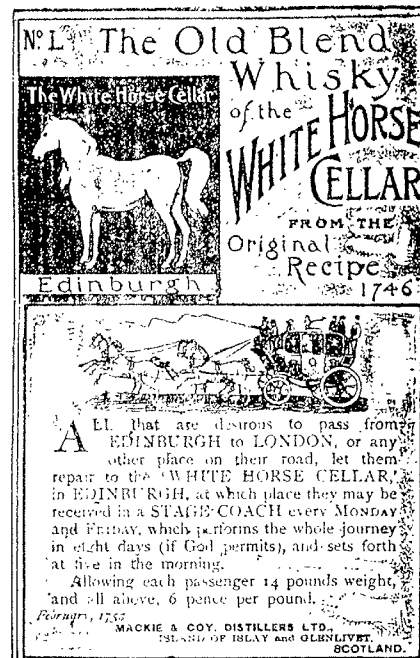 No L The Old Blend
Whisky
of the
WHITE HORSE
CELLAR
FROM THE
Original
Recipe
1746
The White Horse Cellar
Edinburgh
ALL that are desirous to pass from
EDINBURGH to LONDON, or any
other place on their road, let them
repair to the "WHITE HORSE CELLAR,"
in EDINBURGH, at which place they may be
received in a STAGE-COACH every MONDAY
and FRIDAY, which performs the whole journey
in eight days (if God permits), and sets forth
at five in the morning.
Allowing each passenger 14 pounds weight,
and all above, 6 pence per pound.
February,
MACKIE & COY. DISTILLERS LTD.,
ISLAND OF ISLAY and GLENLIVET,
SCOTLAND.